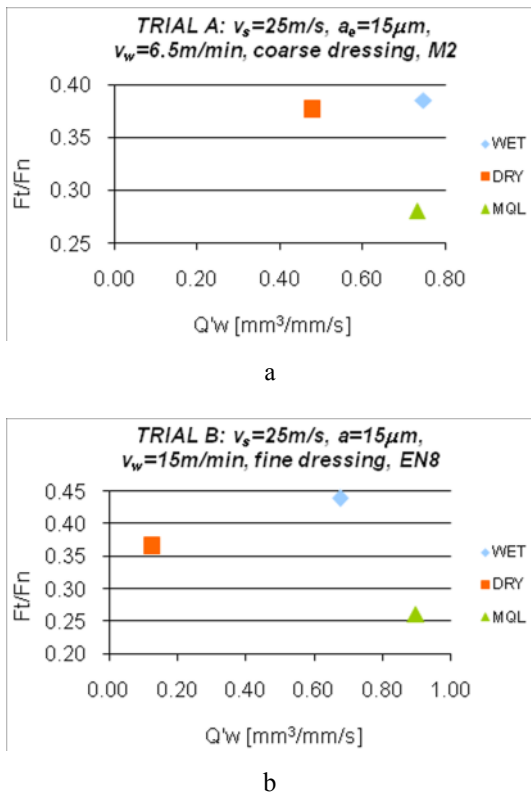 TRIAL A: vs=25m/s, ae=15μm,
vw=6.5m/min, coarse dressing, M2
0.40
0.35
0.30
0.25
Ft/Fn
0.00 0.20 0.40 0.60 0.80
Q'w [mm³/mm/s]
WET
DRY
MQL
a
TRIAL B: vs=25m/s, a=15μm,
vw=15m/min, fine dressing, EN8
0.45
0.40
0.35
0.30
0.25
0.20
Ft/Fn
0.00 0.20 0.40 0.60 0.80 1.00
Q'w [mm³/mm/s]
WET
DRY
MQL
b